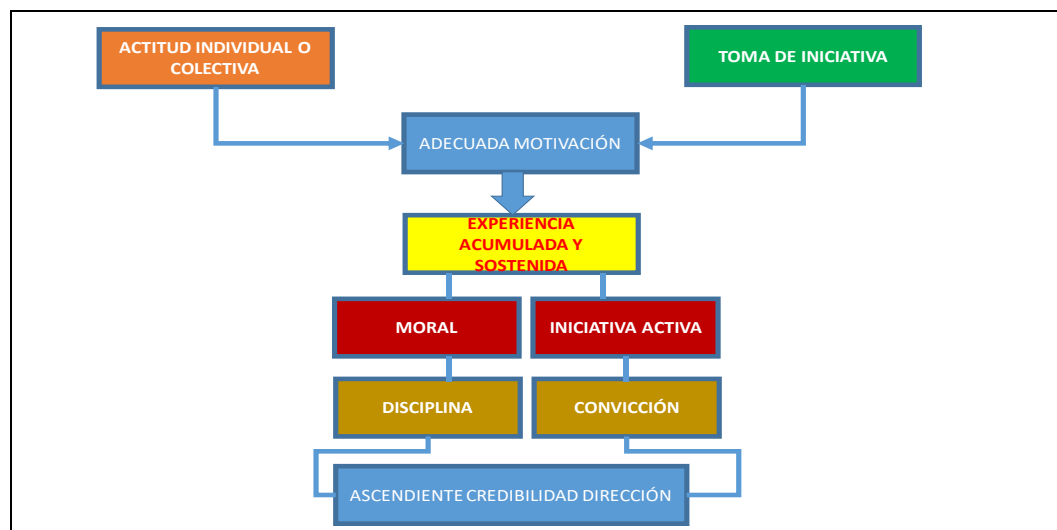 ACTITUD INDIVIDUAL O
COLECTIVA
TOMA DE INICIATIVA
ADECUADA MOTIVACIÓN
EXPERIENCIA
ACUMULADA Y
SOSTENIDA
MORAL
INICIATIVA ACTIVA
DISCIPLINA
CONVICCIÓN
ASCENDIENTE CREDIBILIDAD DIRECCIÓN